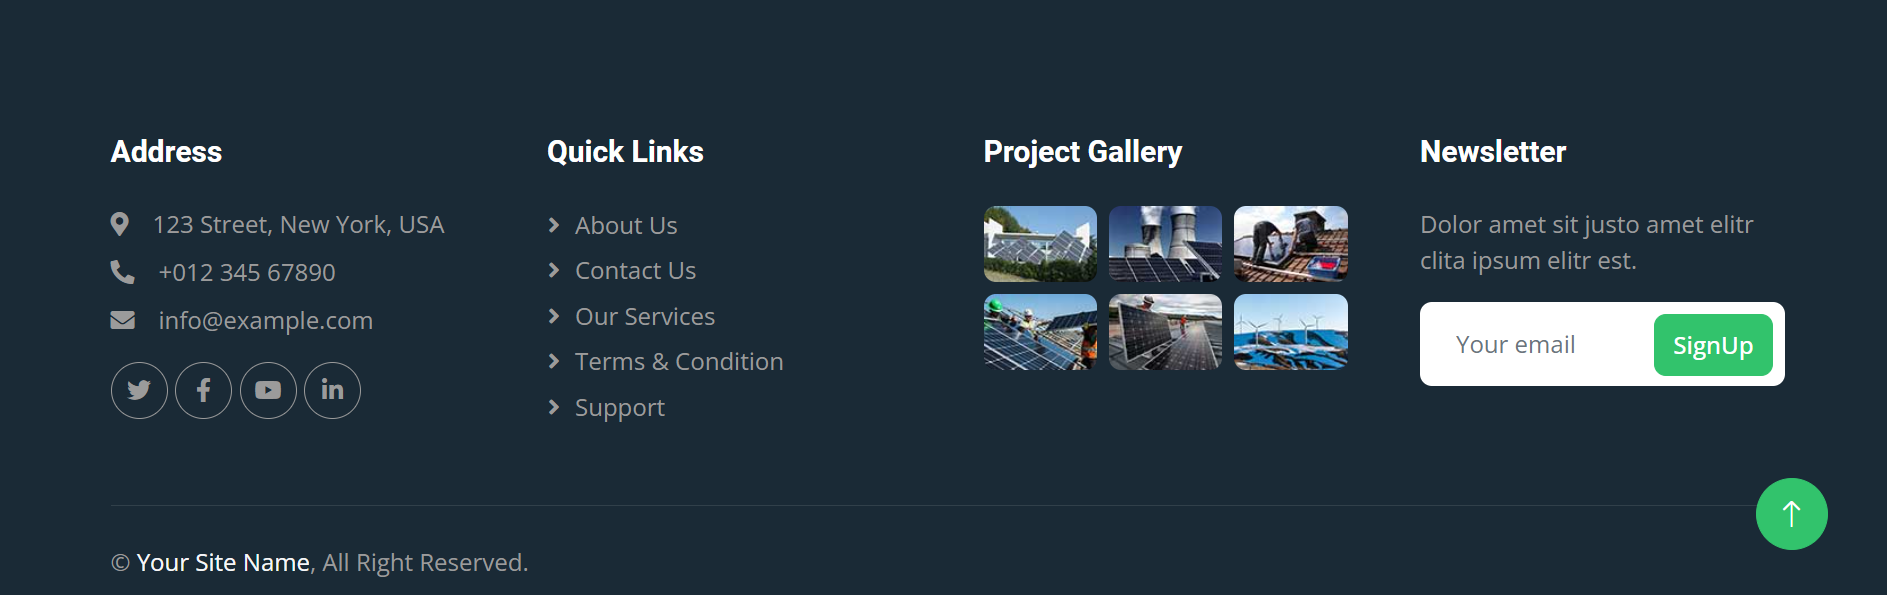 Address
123 Street, New York, USA
+012 345 67890
info@example.com
Quick Links
About Us
Contact Us
Our Services
Terms & Condition
Support
Project Gallery
Newsletter
Dolor amet sit justo amet elitr
clita ipsum elitr est.
Your email
SignUp
© Your Site Name, All Right Reserved.